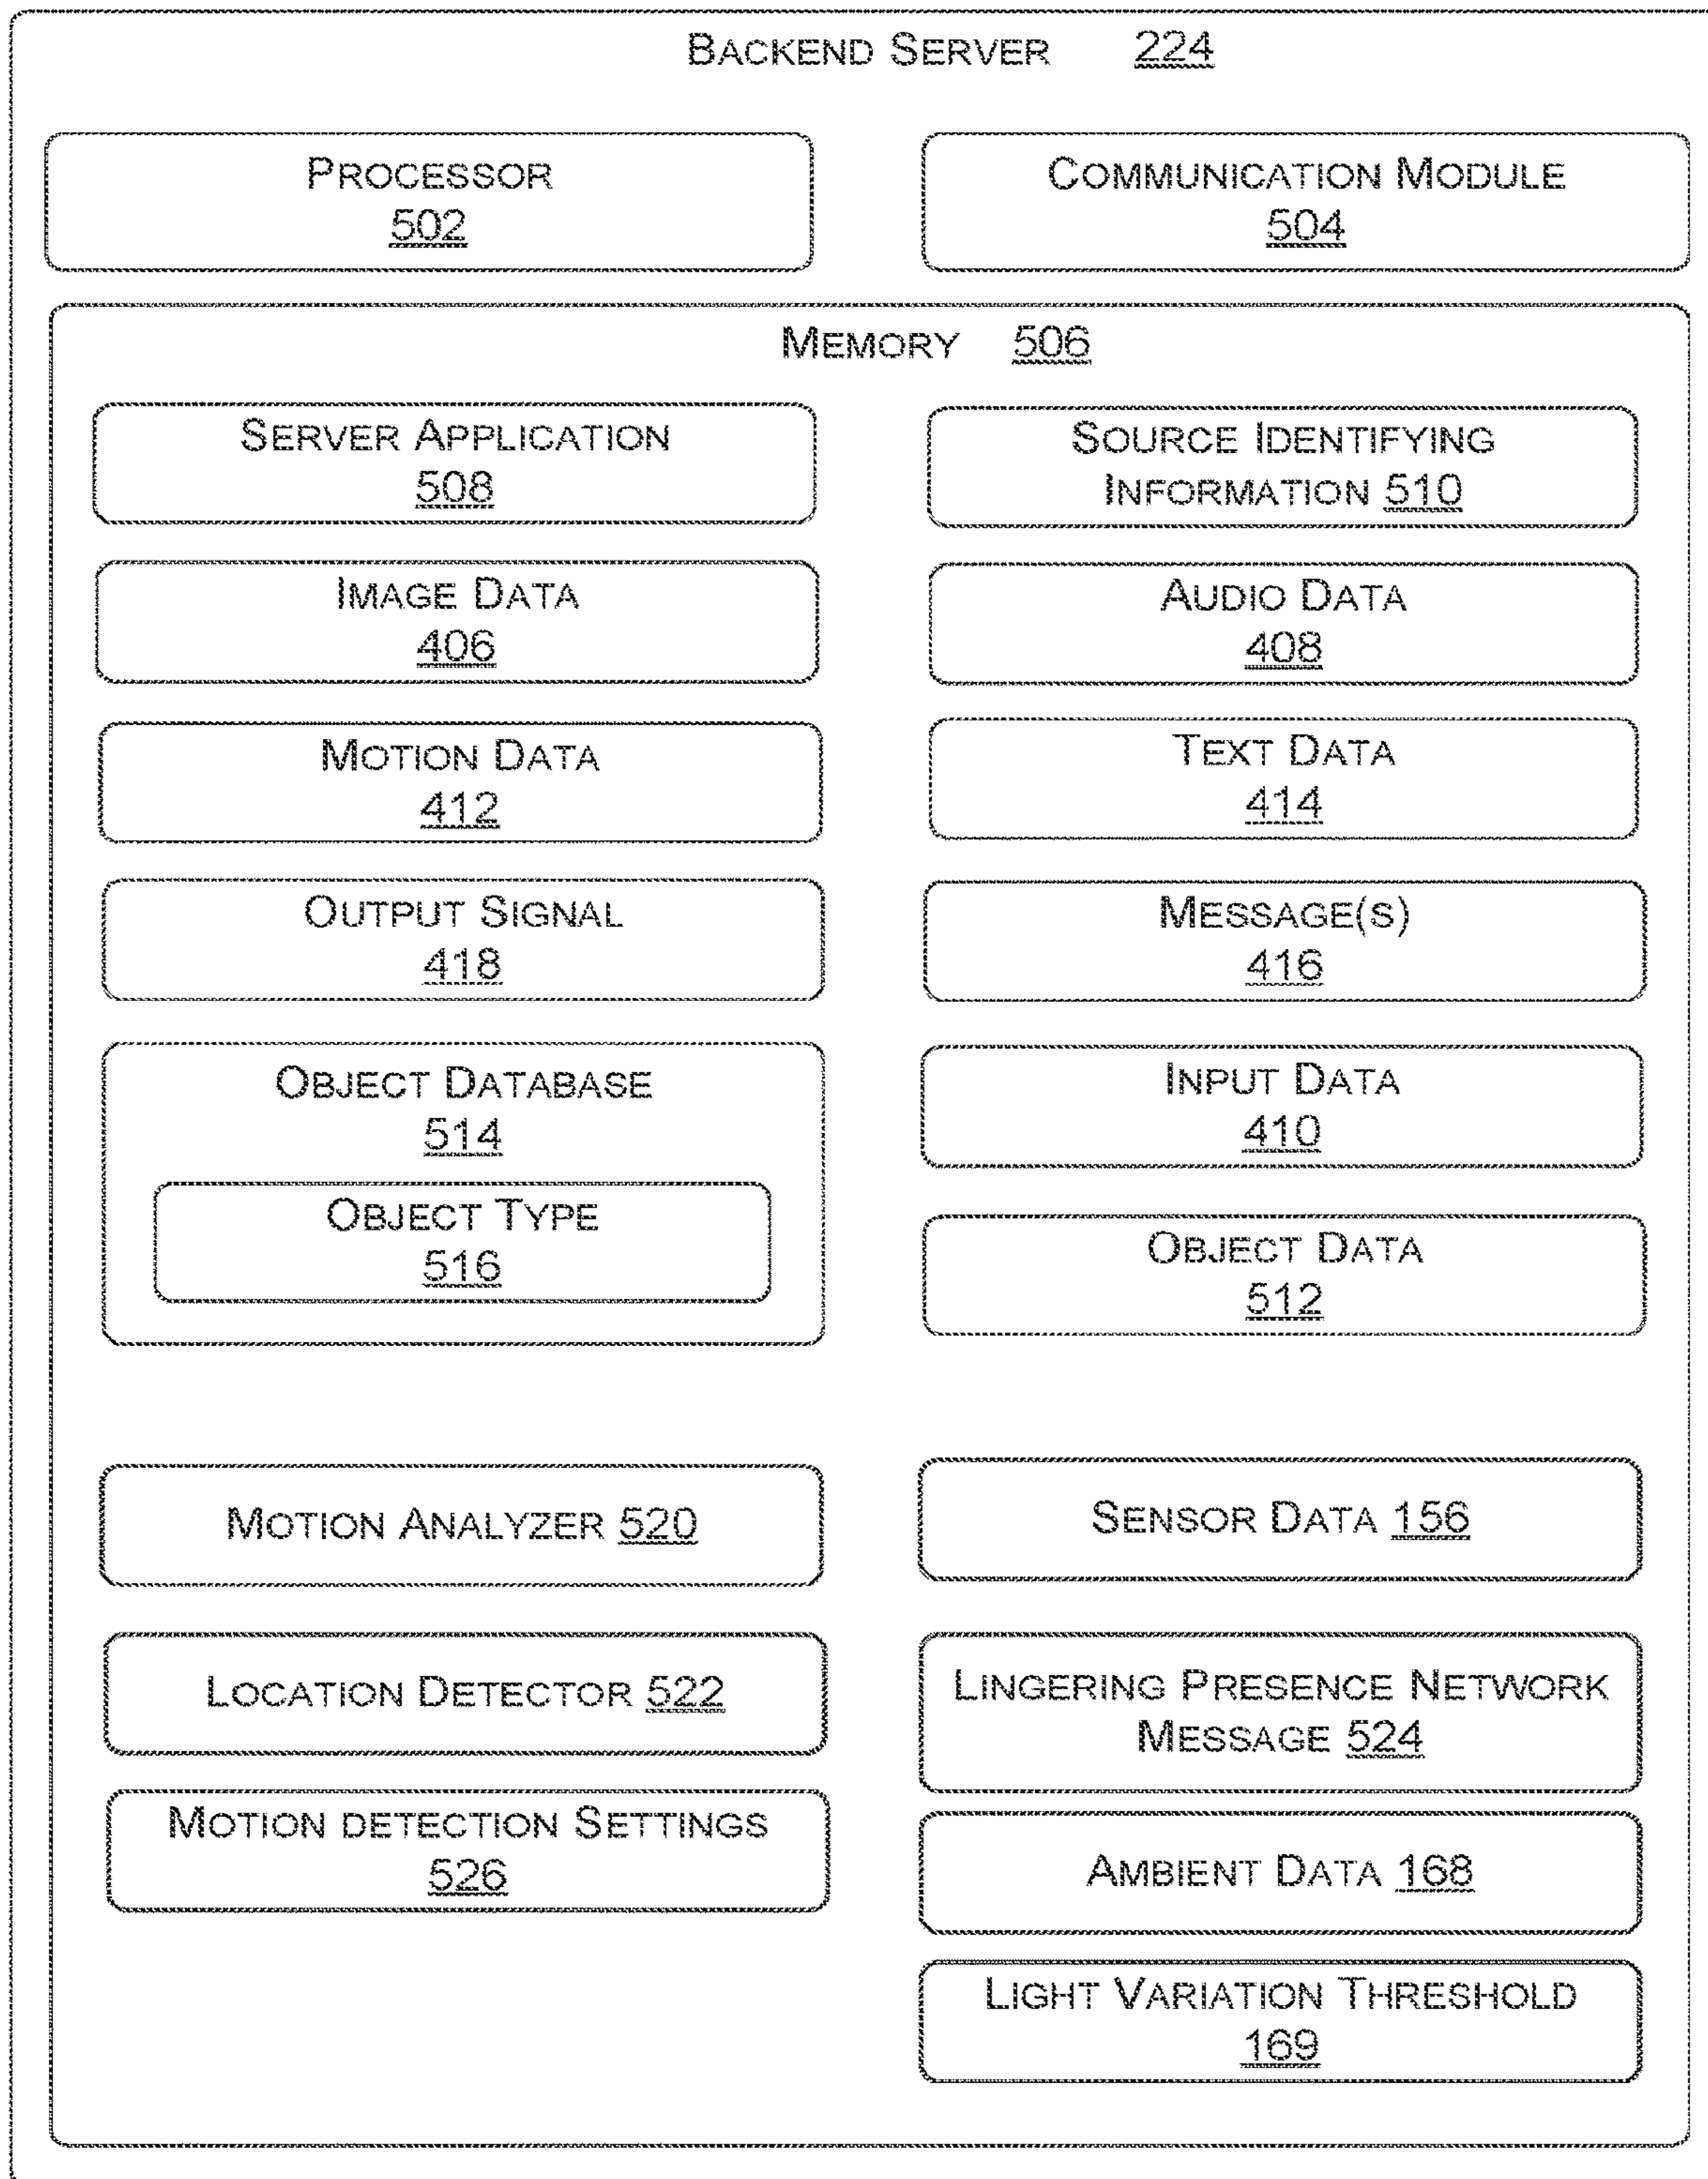 BACKEND SERVER 224
PROCESSOR
502
COMMUNICATION MODULE
504
MEMORY 506
SERVER APPLICATION
508
SOURCE IDENTIFYING
INFORMATION 510
IMAGE DATA
406
AUDIO DATA
408
MOTION DATA
412
TEXT DATA
414
OUTPUT SIGNAL
418
MESSAGE(S)
416
OBJECT DATABASE
514
OBJECT TYPE
516
INPUT DATA
410
OBJECT DATA
512
MOTION ANALYZER 520
SENSOR DATA 156
LOCATION DETECTOR 522
LINGERING PRESENCE NETWORK
MESSAGE 524
MOTION DETECTION SETTINGS
526
AMBIENT DATA 168
LIGHT VARIATION THRESHOLD
169